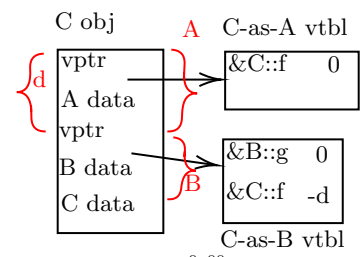 C obj
A
C-as-A vtbl
vptr
&C::f 0
d
A data
vptr
&B::g 0
B data
B
&C::f -d
C data
C-as-B vtbl